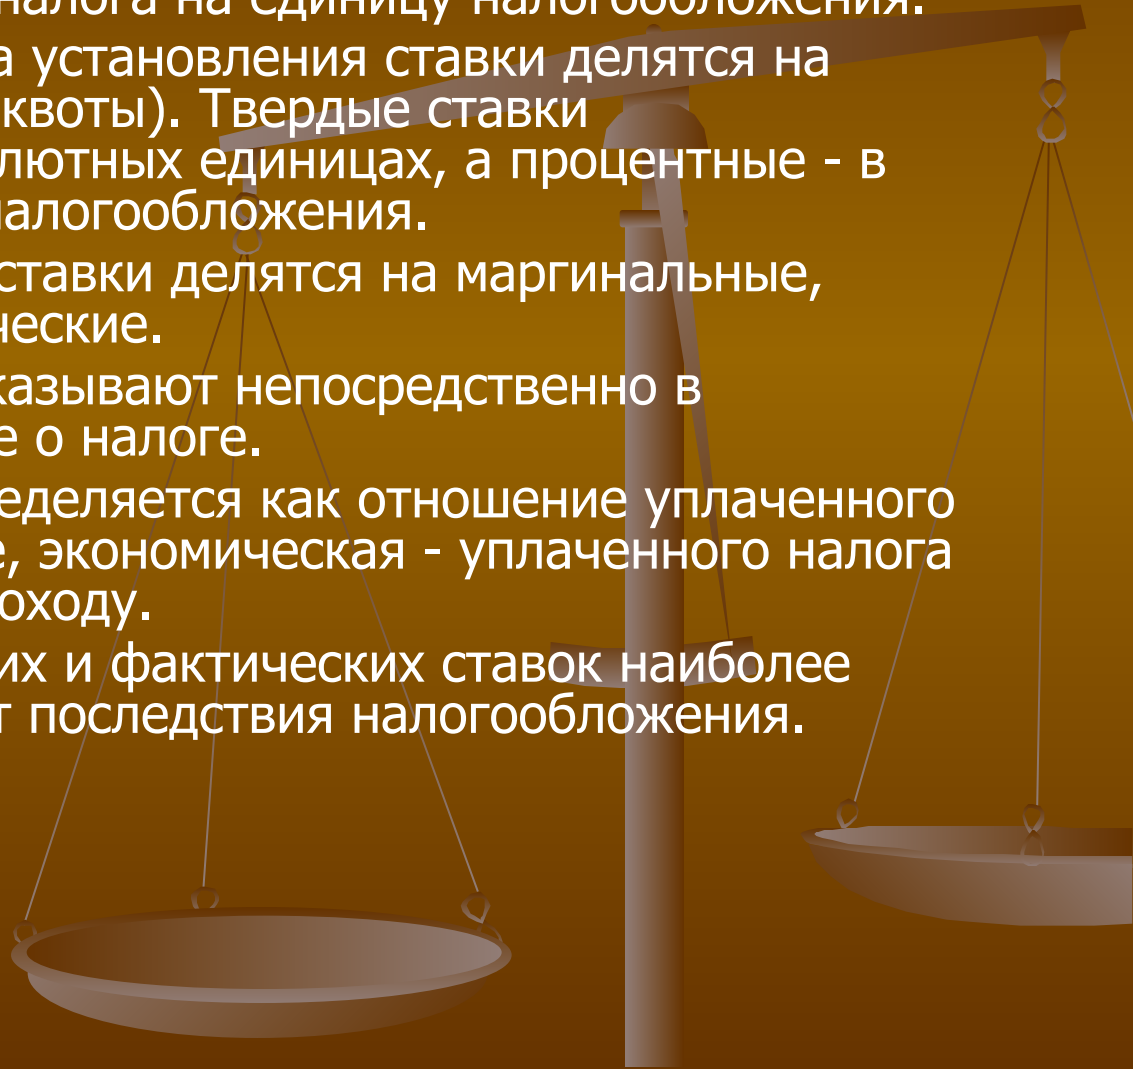 налога на единицу налогообложения.
а установления ставки делятся на
квоты). Твердые ставки
лютных единицах, а процентные - в
налогообложения.
ставки делятся на маргинальные,
ческие.
казывают непосредственно в
е о налоге.
еделяется как отношение уплаченного
е, экономическая - уплаченного налога
оходу.
их и фактических ставок наиболее
т последствия налогообложения.